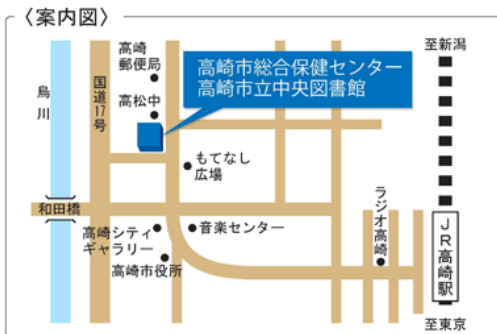 〈案内図〉
至新潟
高崎
郵便局
高崎市総合保健センター
高崎市立中央図書館
烏川
国道17号
高松中
もてなし
広場
和田橋
ラジオ高崎
高崎シティ
ギャラリー
音楽センター
JR高崎駅
高崎市役所
至東京